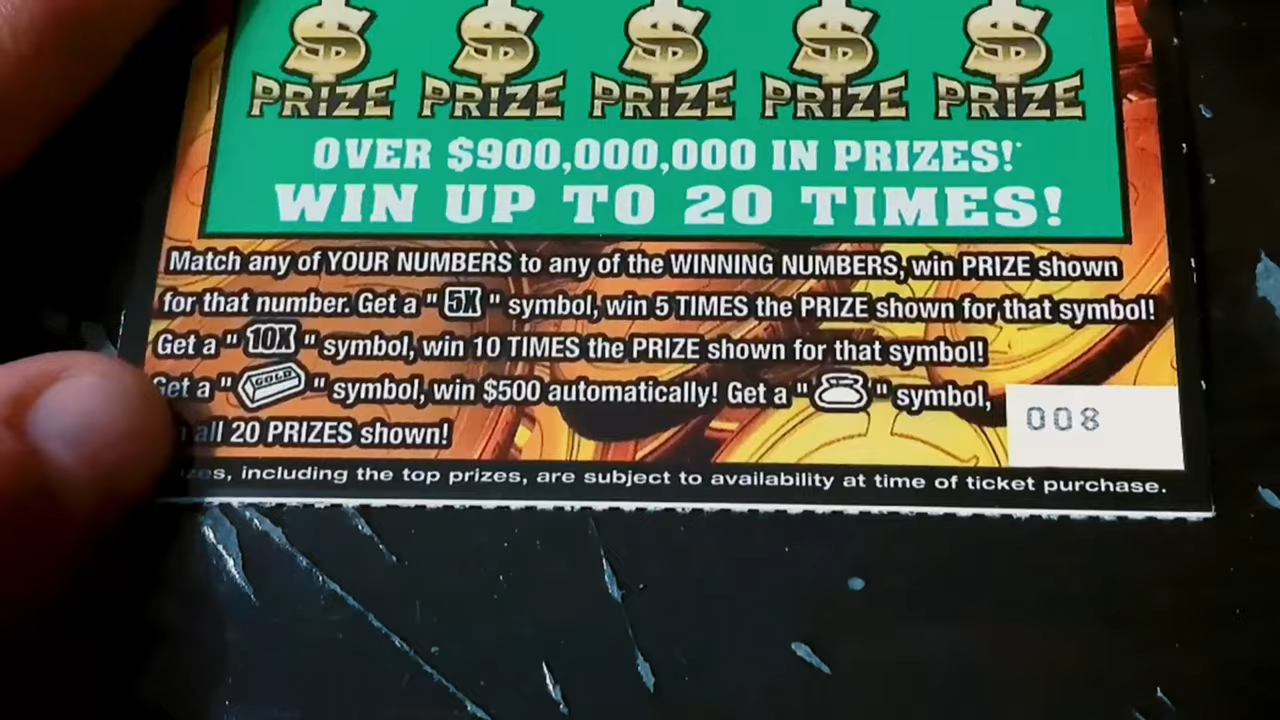 PRIZE PRIZE PRIZE PRIZE PRIZE
OVER $900,000,000 IN PRIZES!*
WIN UP TO 20 TIMES!
Match any of YOUR NUMBERS to any of the WINNING NUMBERS, win PRIZE shown
for that number. Get a " 5X " symbol, win 5 TIMES the PRIZE shown for that symbol!
Get a " 10X " symbol, win 10 TIMES the PRIZE shown for that symbol!
Get a " GOLD " symbol, win $500 automatically! Get a " " symbol,
all 20 PRIZES shown!
008
including the top prizes, are subject to availability at time of ticket purchase.